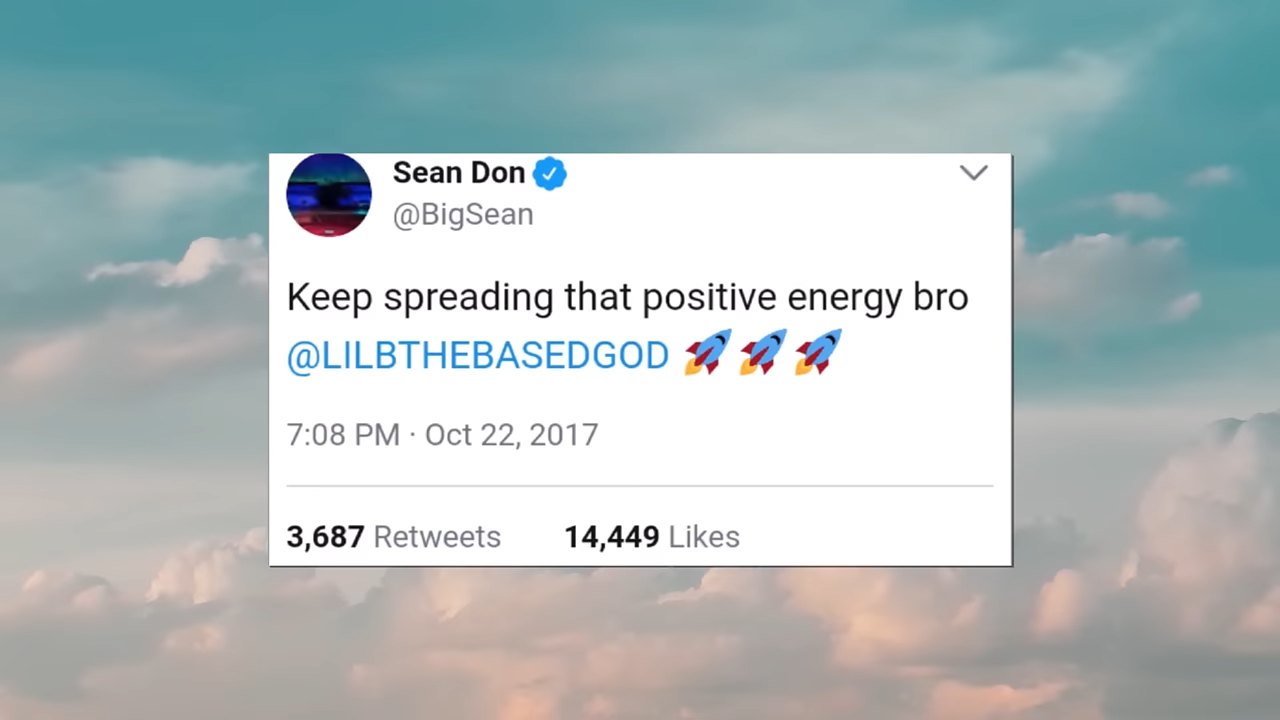 Sean Don
@BigSean
Keep spreading that positive energy bro
@LILBTHEBASEDGOD 🚀🚀🚀
7:08 PM · Oct 22, 2017
3,687 Retweets 14,449 Likes